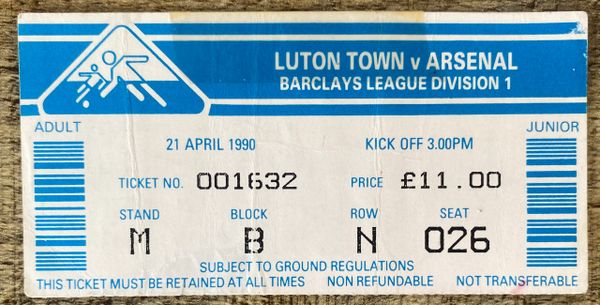 LUTON TOWN v ARSENAL
BARCLAYS LEAGUE DIVISION 1
ADULT JUNIOR
21 APRIL 1990 KICK OFF 3.00PM
TICKET NO. 001632 PRICE £11.00
STAND BLOCK ROW SEAT
M B N 026
SUBJECT TO GROUND REGULATIONS
THIS TICKET MUST BE RETAINED AT ALL TIMES NON REFUNDABLE NOT TRANSFERABLE